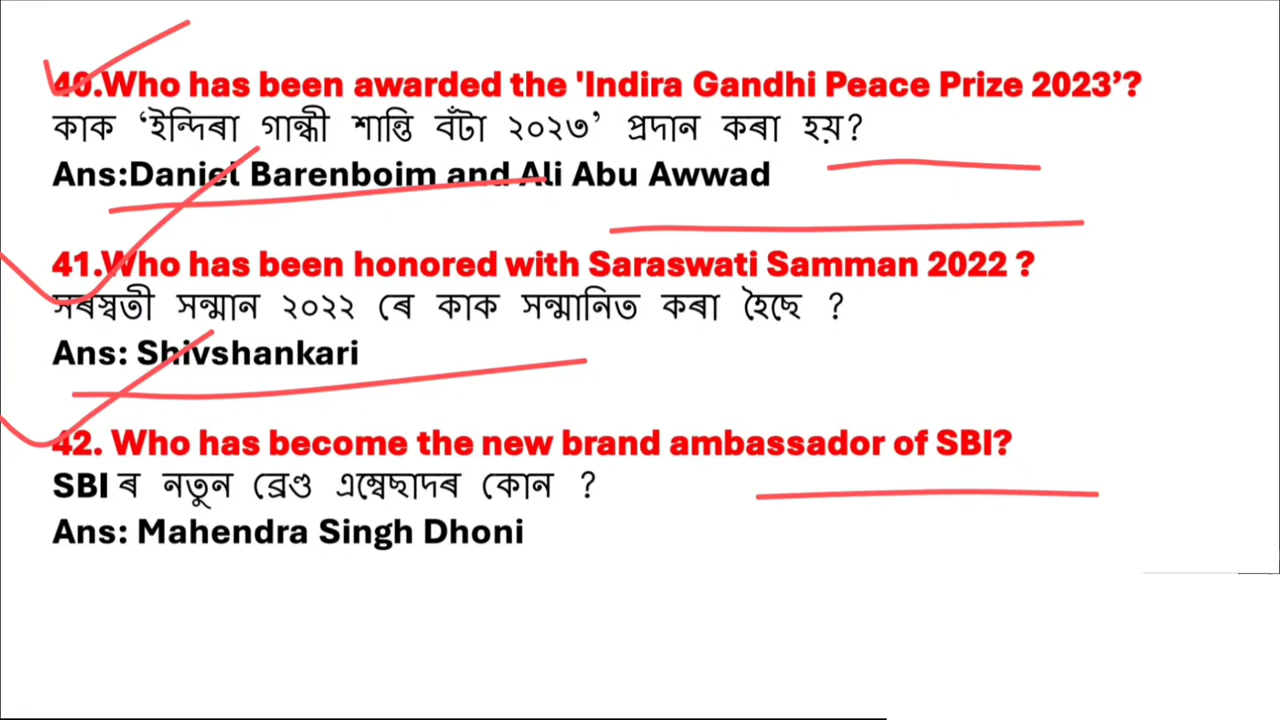 40.Who has been awarded the 'Indira Gandhi Peace Prize 2023’?
কাক ‘ইন্দিৰা গান্ধী শান্তি বঁটা ২০২৩’ প্ৰদান কৰা হয়?
Ans:Daniel Barenboim and Ali Abu Awwad
41.Who has been honored with Saraswati Samman 2022 ?
সৰস্বতী সন্মান ২০২২ ৰে কাক সন্মানিত কৰা হৈছে ?
Ans: Shivshankari
42. Who has become the new brand ambassador of SBI?
SBI ৰ নতুন ব্ৰেণ্ড এম্বেছাদৰ কোন ?
Ans: Mahendra Singh Dhoni